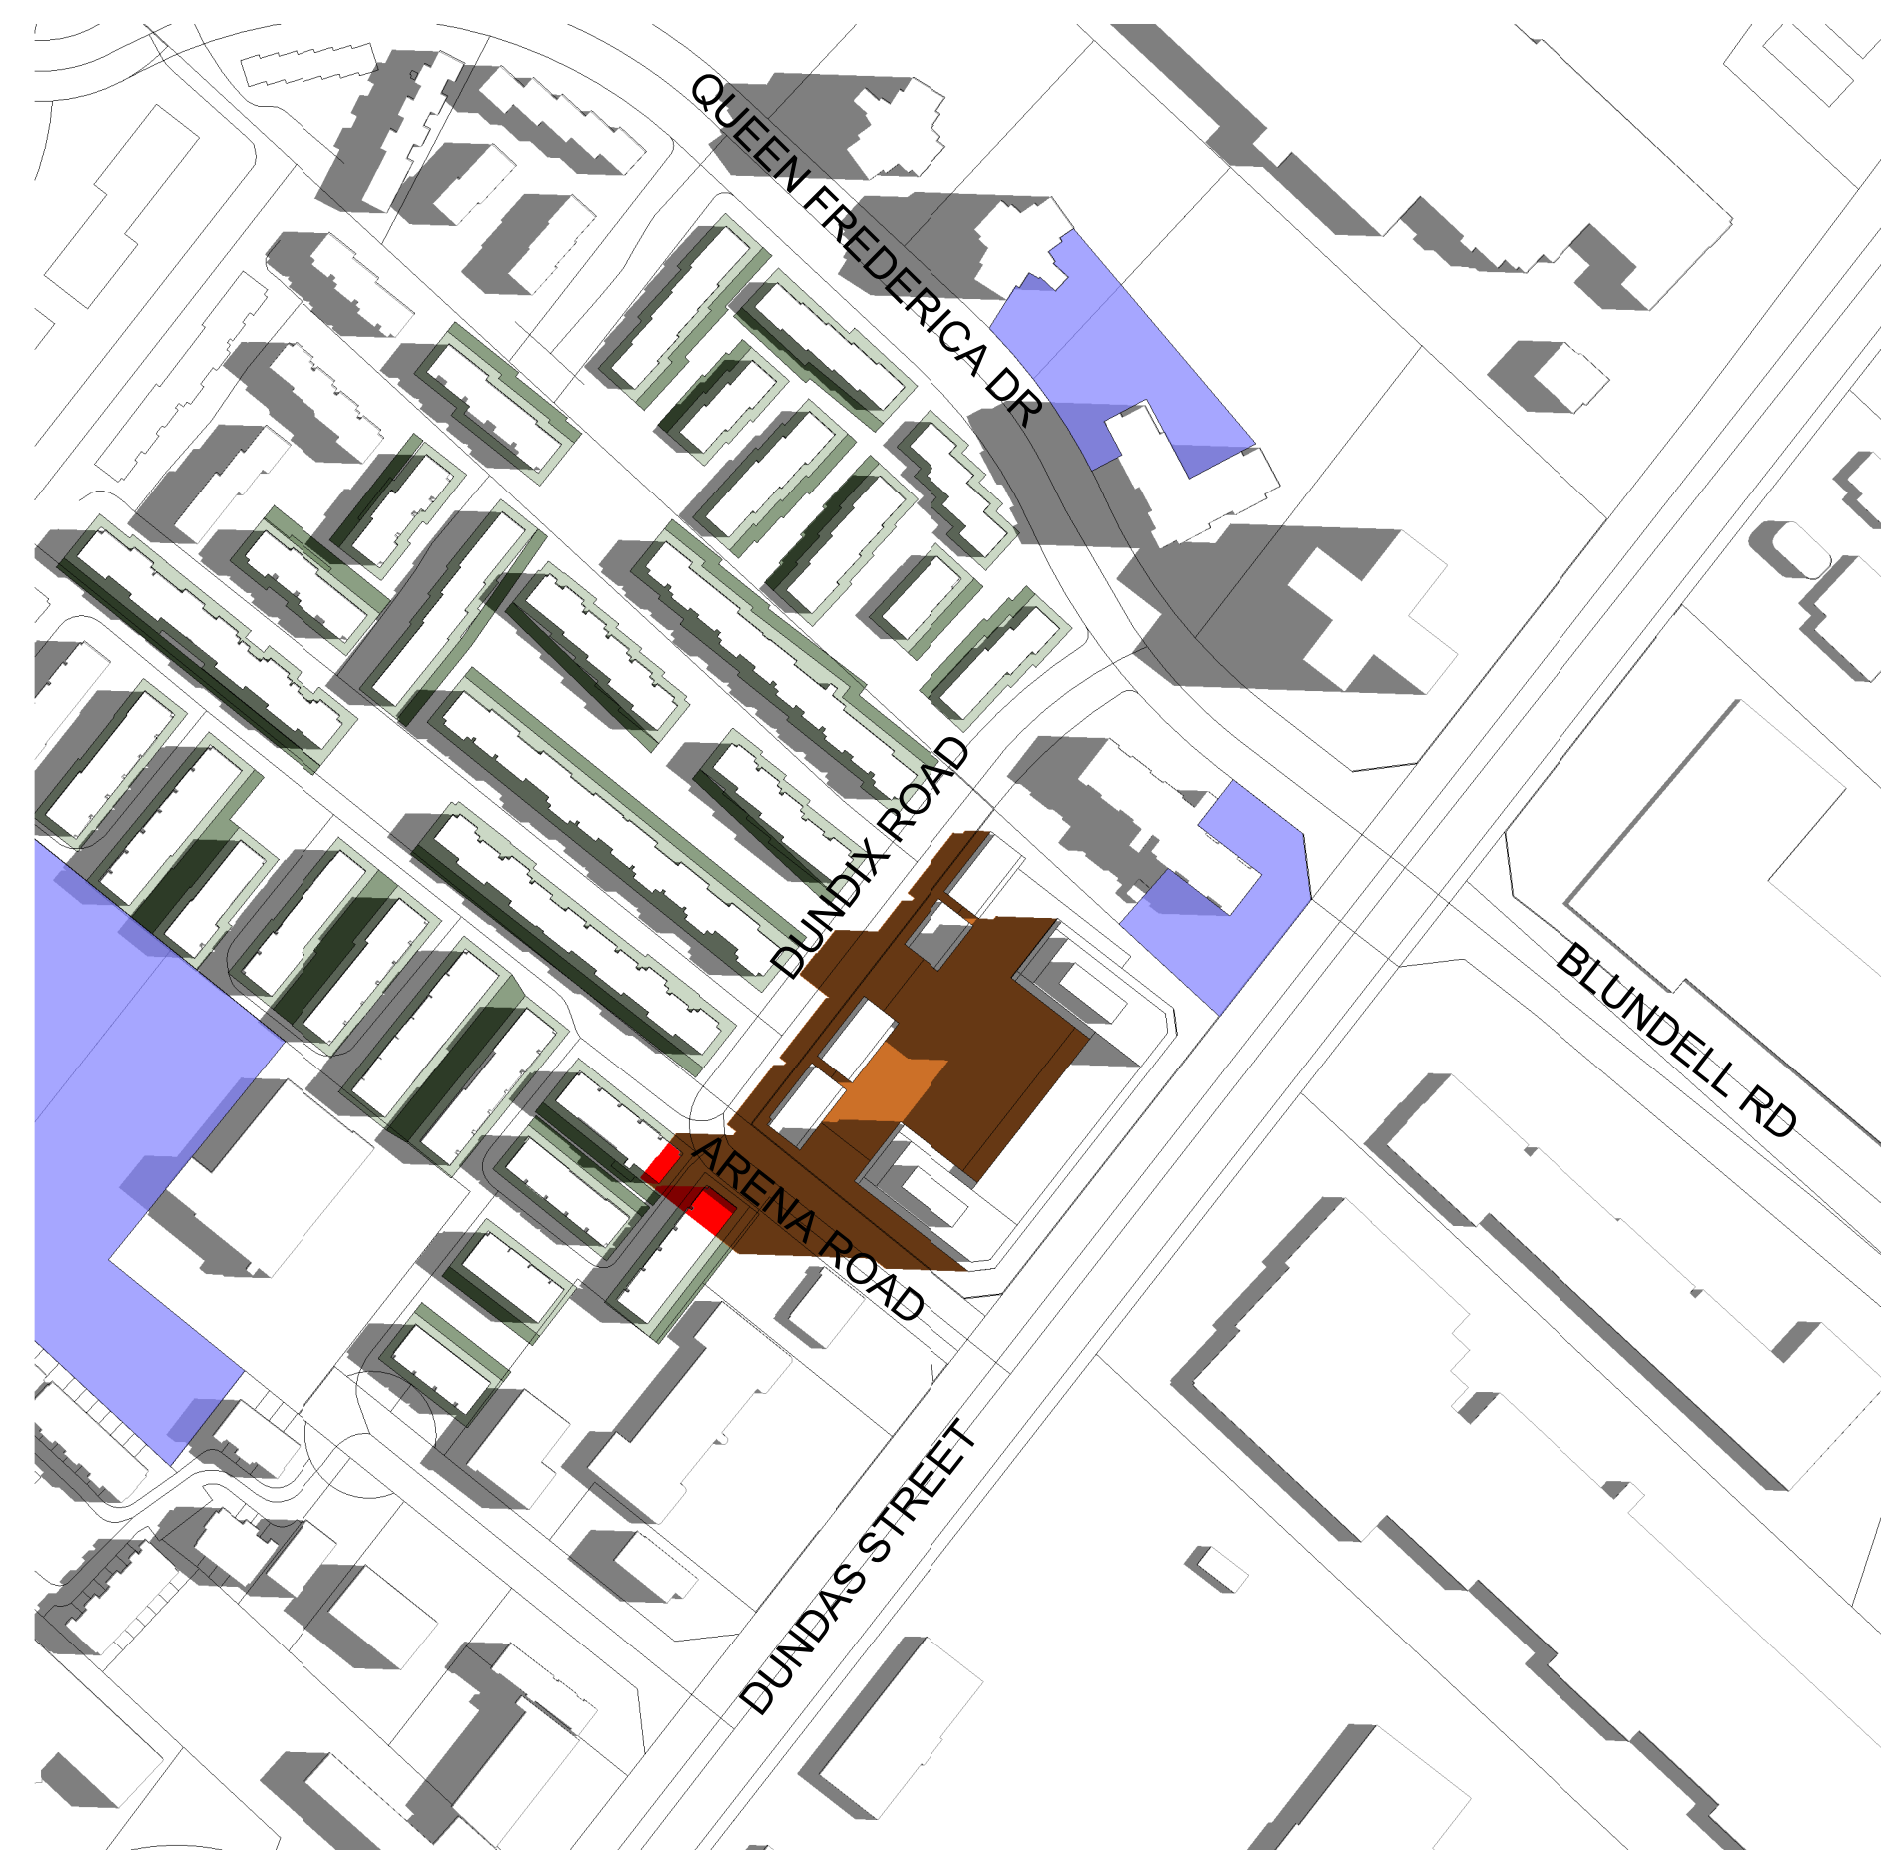 QUEEN FREDERICA DR
DUNDIX ROAD
BLUNDELL RD
ARENA ROAD
DUNDAS STREET